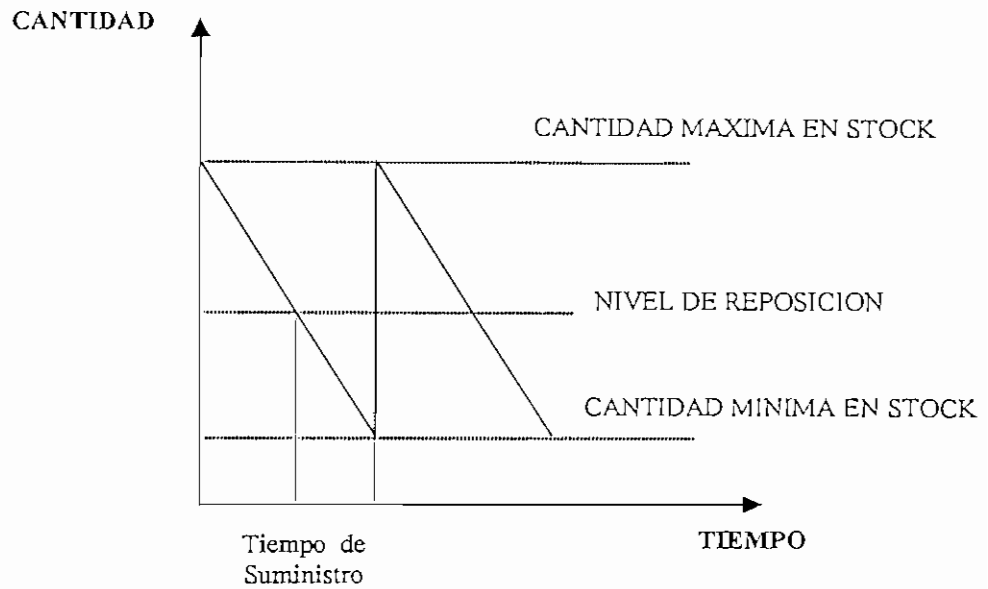 CANTIDAD
CANTIDAD MAXIMA EN STOCK
NIVEL DE REPOSICION
CANTIDAD MINIMA EN STOCK
Tiempo de
Suministro
TIEMPO